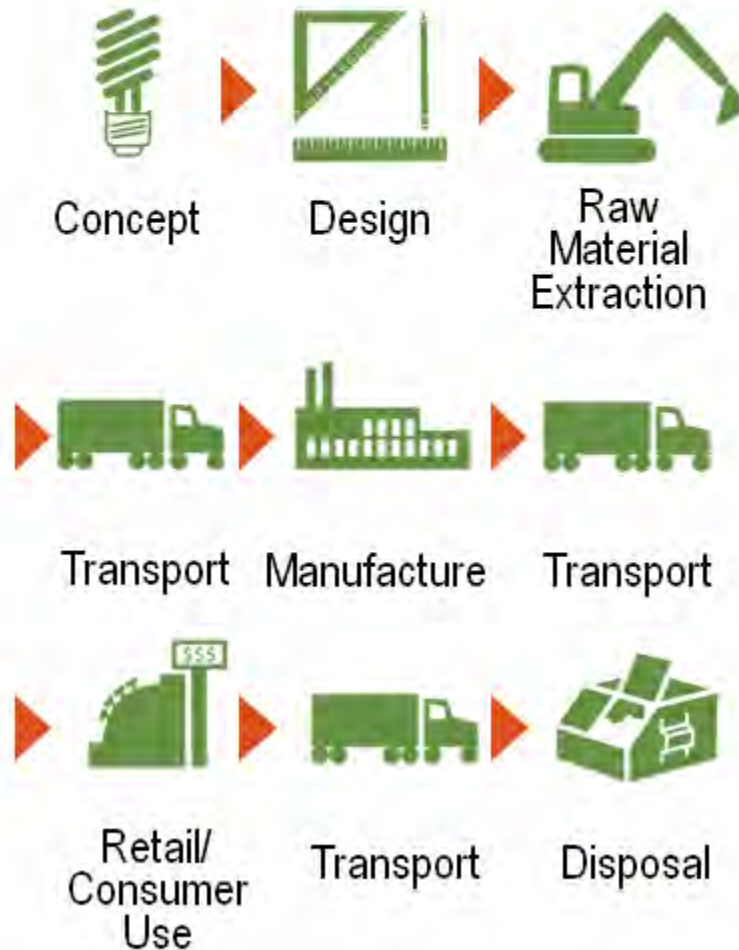 Concept
Design
Raw
Material
Extraction
Transport
Manufacture
Transport
$$$
Retail/
Consumer
Use
Transport
Disposal